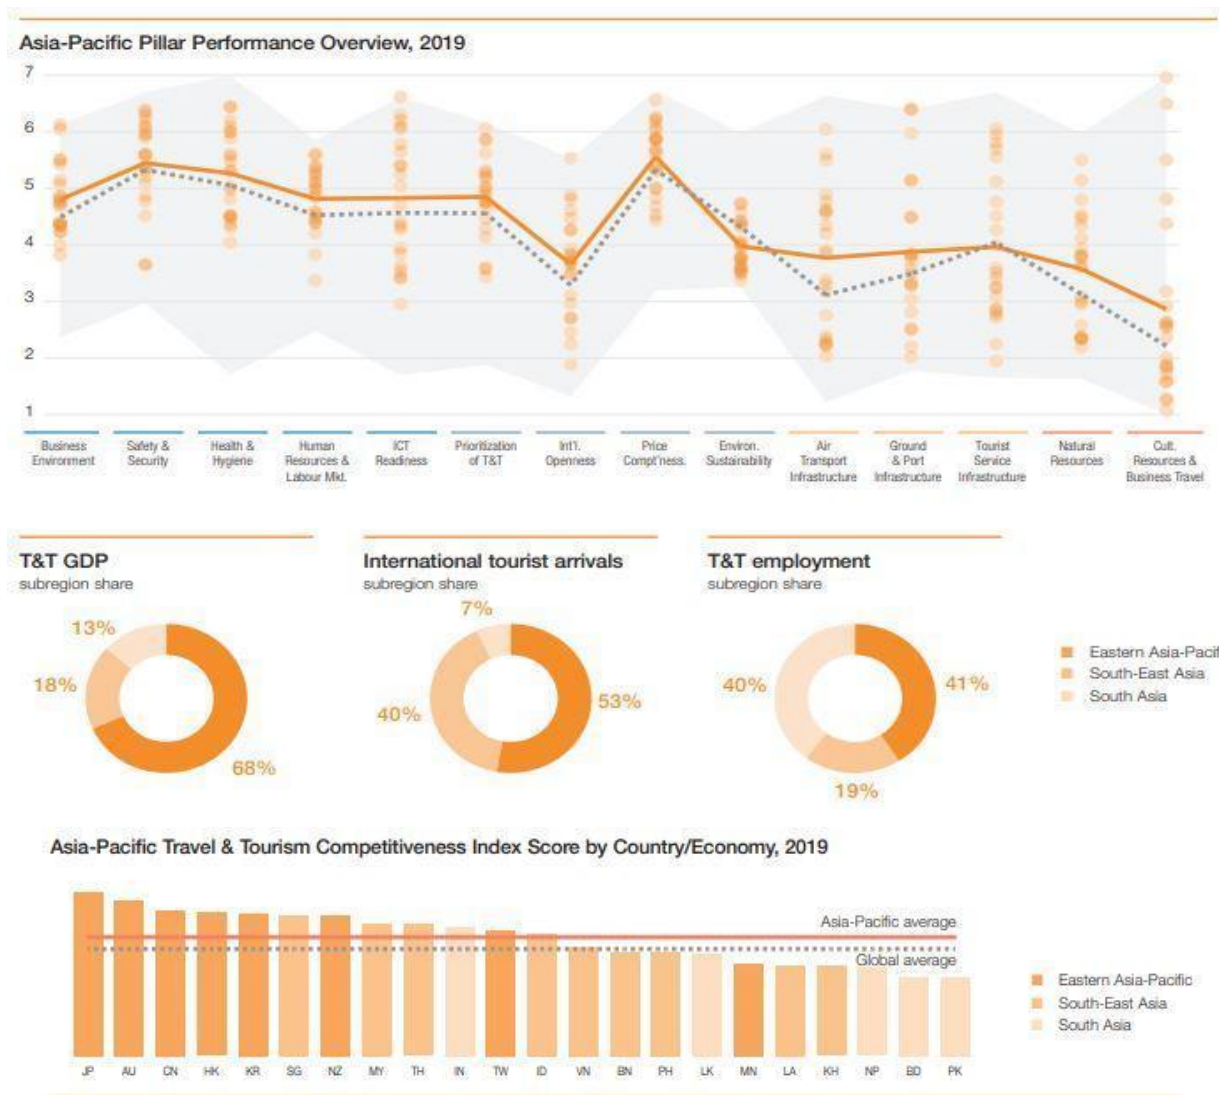 Asia-Pacific Pillar Performance Overview, 2019
7
6
5
4
3
2
1
Business
Environment
Safety &
Security
Health &
Hygiene
Human
Resources &
Labour Mkt.
ICT
Readiness
Prioritization
of T&T
Int'l.
Openness
Price
Compt'ness.
Environ.
Sustainability
Air
Transport
Infrastructure
Ground
& Port
Infrastructure
Tourist
Service
Infrastructure
Natural
Resources
Cult.
Resources &
Business Travel
T&T GDP
subregion share
13%
18%
68%
International tourist arrivals
subregion share
7%
40%
53%
T&T employment
subregion share
40%
41%
19%
Eastern Asia-Pacif
South-East Asia
South Asia
Asia-Pacific Travel & Tourism Competitiveness Index Score by Country/Economy, 2019
Asia-Pacific average
Global average
Eastern Asia-Pacific
South-East Asia
South Asia
JP AU CN HK KR SG NZ MY TH IN TW ID VN BN PH LK MN LA KH NP BD PK